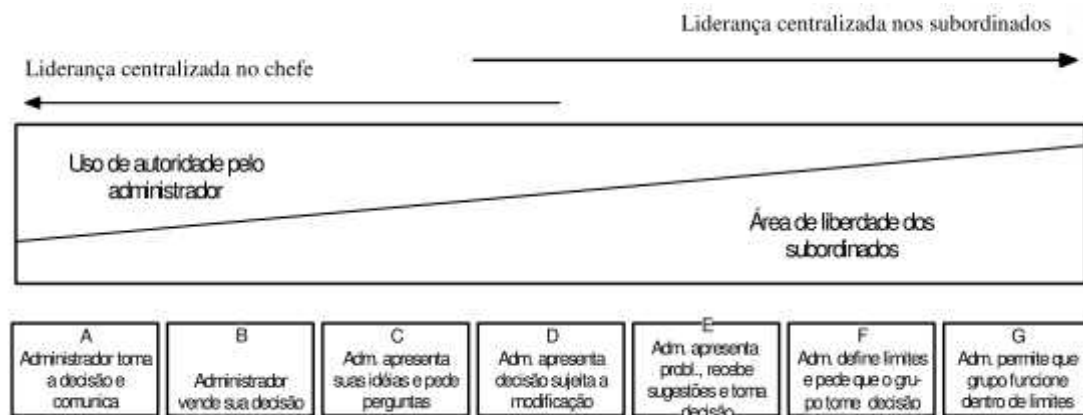 Liderança centralizada nos subordinados
Liderança centralizada no chefe
Uso de autoridade pelo
administrador
Área de liberdade dos
subordinados
A
Administrador toma
a decisão e
comunica
B
Administrador
vende sua decisão
C
Adm. apresenta
suas idéias e pede
perguntas
D
Adm. apresenta
decisão sujeita a
modificação
E
Adm. apresenta
probl., recebe
sugestões e toma
decisão
F
Adm. define limites
e pede que o gru-
po tome decisão
G
Adm. permite que
grupo funcione
dentro de limites